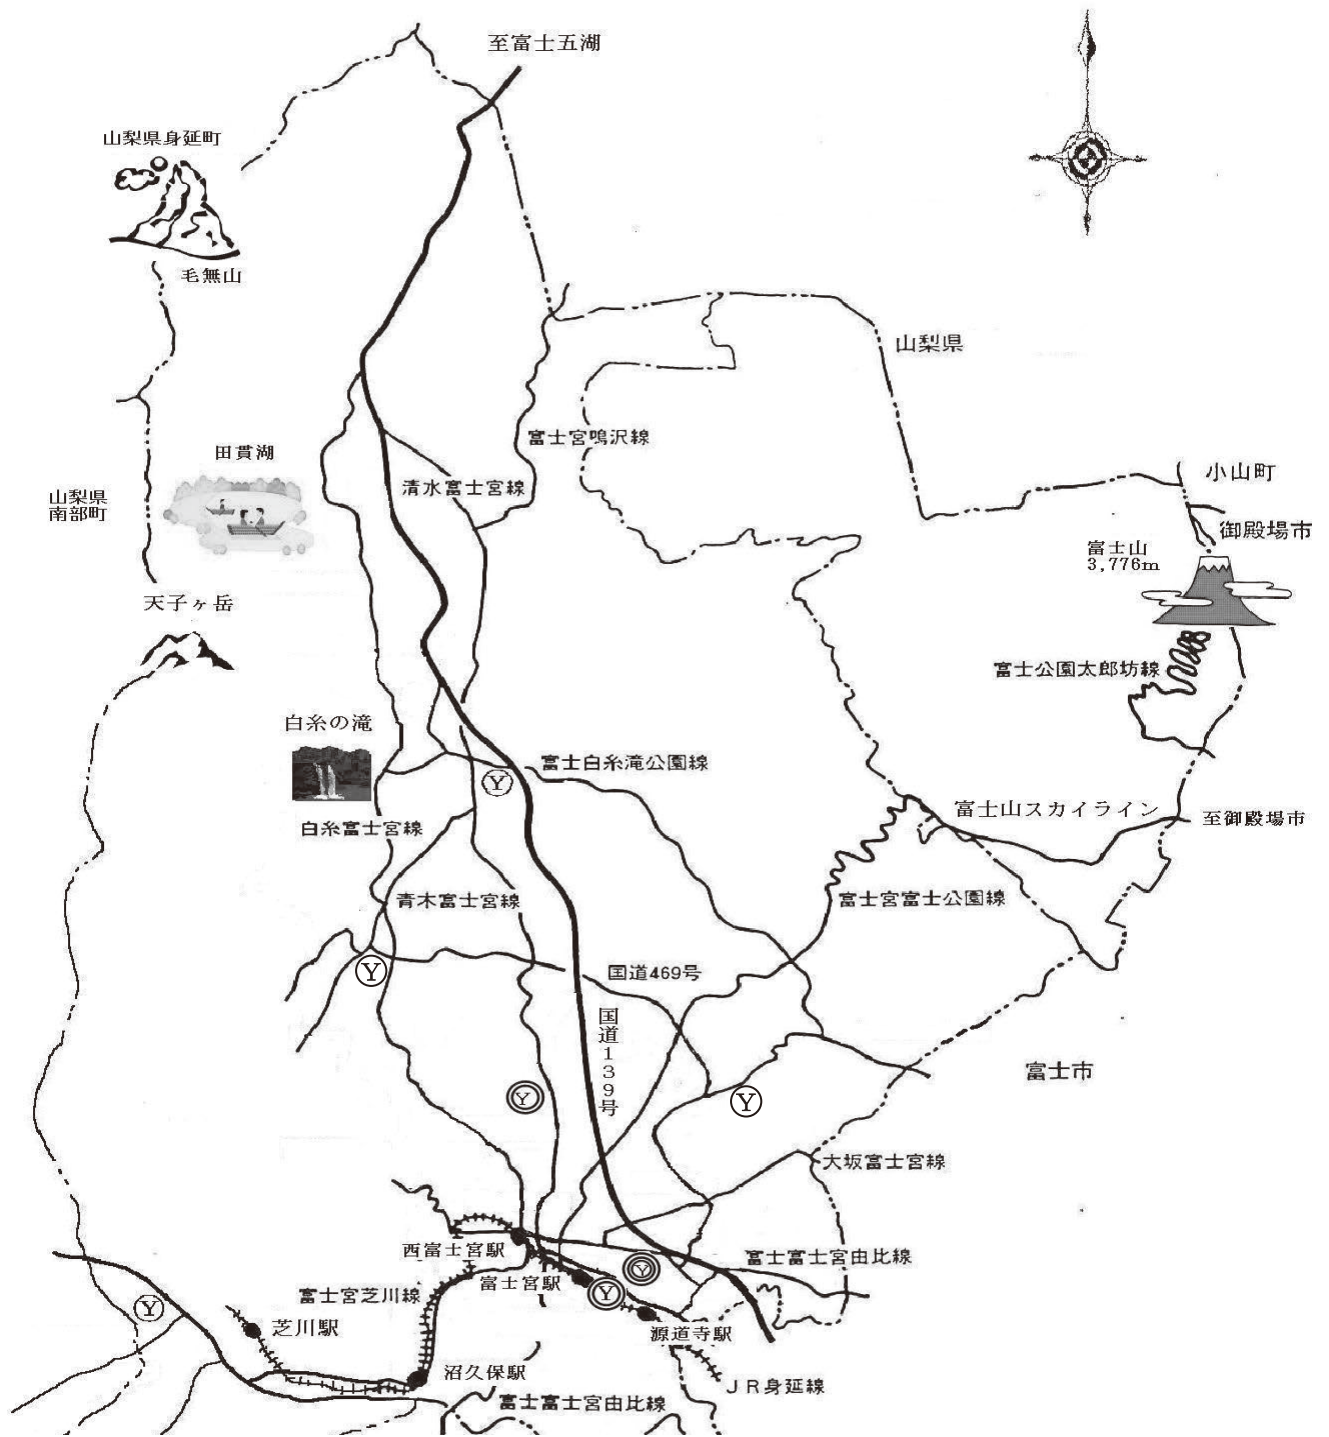 至富士五湖
山梨県身延町
毛無山
山梨県
富士宮鳴沢線
田貫湖
清水富士宮線
小山町
山梨県
南部町
御殿場市
富士山
3,776m
天子ヶ岳
富士公園太郎坊線
白糸の滝
富士白糸滝公園線
Y
富士山スカイライン
至御殿場市
白糸富士宮線
青木富士宮線
富士宮富士公園線
Y
国道469号
国道139号
富士市
Y
Y
大坂富士宮線
西富士宮駅
富士富士宮由比線
Y
富士宮駅
Y
富士宮芝川線
Y
芝川駅
源道寺駅
沼久保駅
JR身延線
富士富士宮由比線